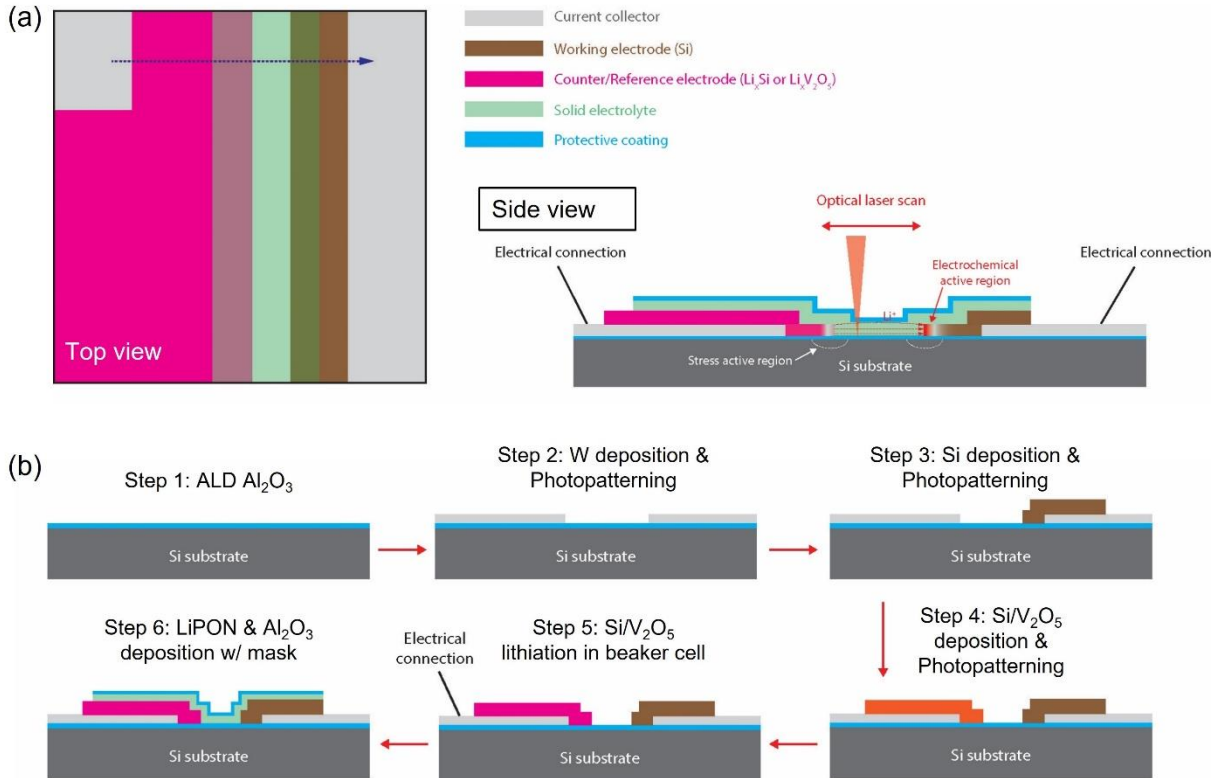 (a)
Top view
Current collector
Working electrode (Si)
Counter/Reference electrode (LiₓSi or LiₓV₂O₅)
Solid electrolyte
Protective coating
Side view
Optical laser scan
Electrical connection
Electrochemical
active region
Electrical connection
Li⁺
Stress active region
Si substrate
(b)
Step 1: ALD Al₂O₃
Si substrate
Step 2: W deposition &
Photopatterning
Si substrate
Step 3: Si deposition &
Photopatterning
Si substrate
Step 4: Si/V₂O₅
deposition &
Photopatterning
Si substrate
Step 5: Si/V₂O₅
lithiation in beaker cell
Electrical
connection
Si substrate
Step 6: LiPON & Al₂O₃
deposition w/ mask
Si substrate